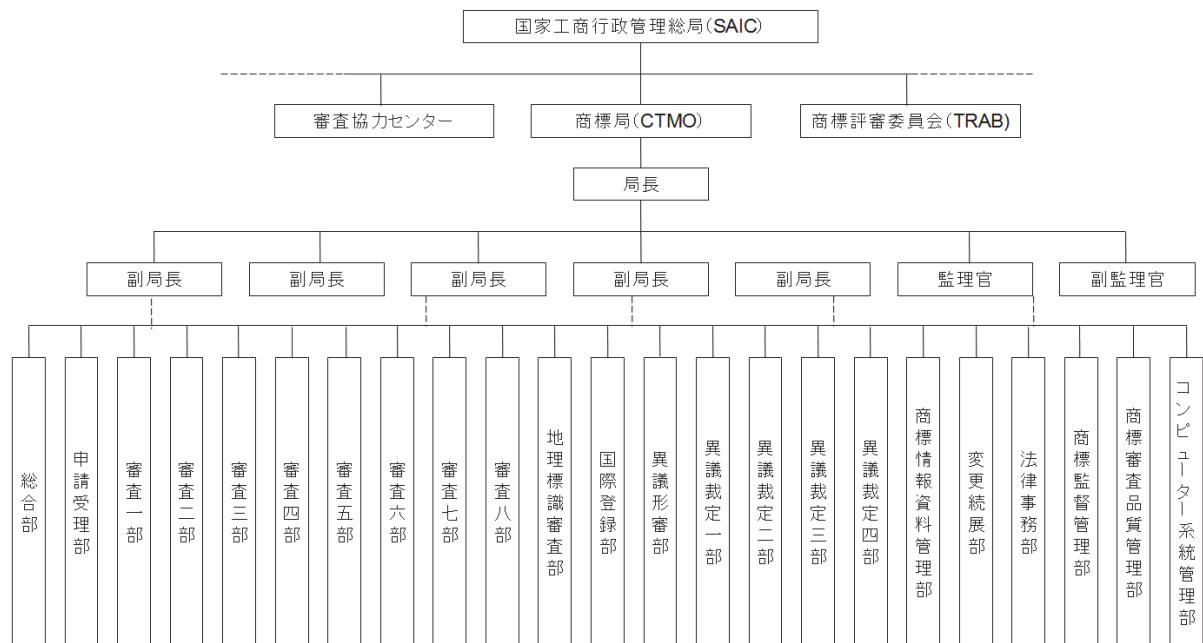 国家工商行政管理総局(SAIC)
審査協力センター
商標局(CTMO)
商標評審委員会(TRAB)
局長
副局長
副局長
副局長
副局長
副局長
監理官
副監理官
総合部
申請受理部
審査一部
審査二部
審査三部
審査四部
審査五部
審査六部
審査七部
審査八部
地理標識審査部
国際登録部
異議形審部
異議裁定一部
異議裁定二部
異議裁定三部
異議裁定四部
商標情報資料管理部
変更続展部
法律事務部
商標監督管理部
商標審査品質管理部
コンピューター系統管理部